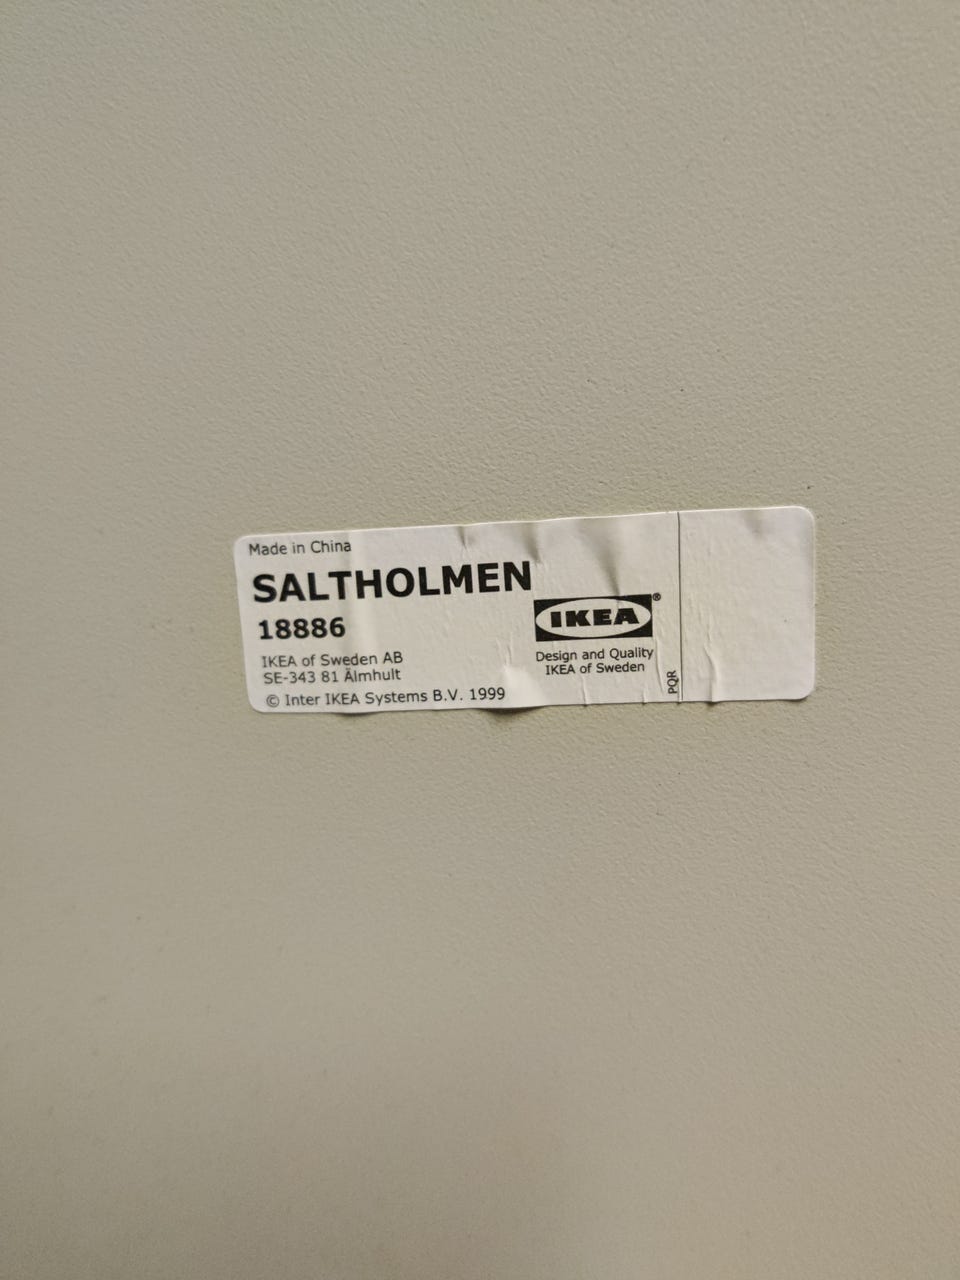 Made in China
SALTHOLMEN
18886
IKEA of Sweden AB
SE-343 81 Älmhult
© Inter IKEA Systems B.V. 1999
IKEA®
Design and Quality
IKEA of Sweden
PQR